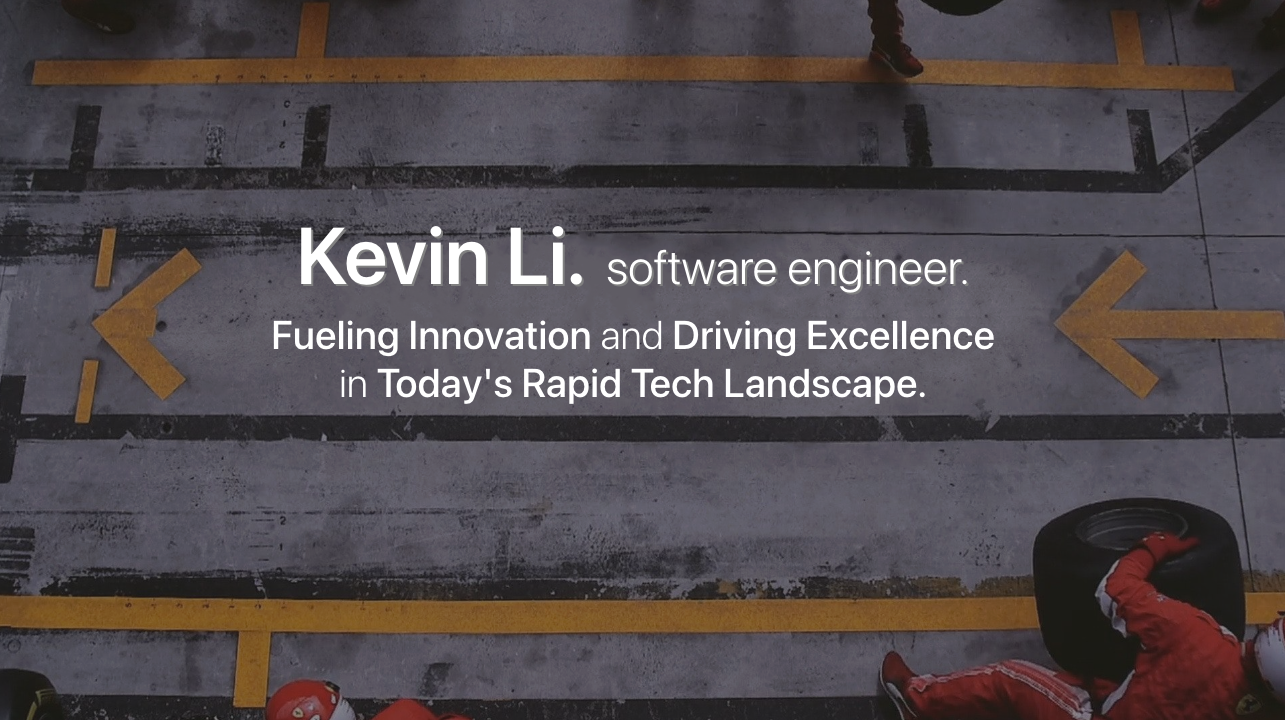 Kevin Li. software engineer.
Fueling Innovation and Driving Excellence
in Today's Rapid Tech Landscape.